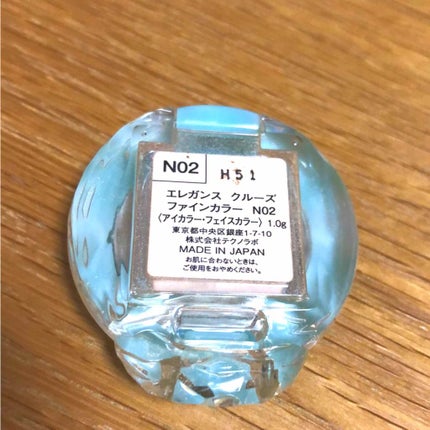 N02 H51
エレガンス クルーズ
ファインカラー N02
〈アイカラー・フェイスカラー〉 1.0g
東京都中央区銀座1-7-10
株式会社テクノラボ
MADE IN JAPAN
お肌に合わないときは、
ご使用をおやめください。